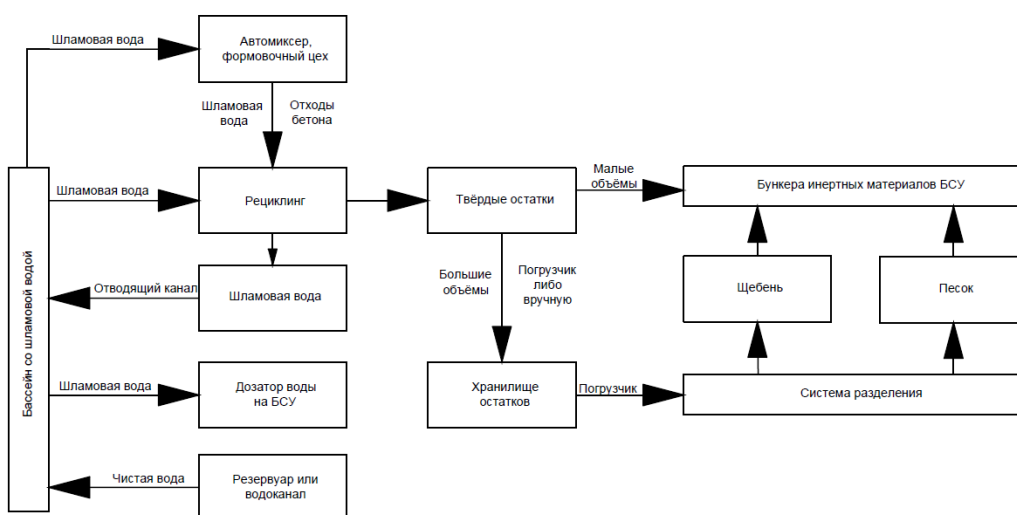 Шламовая вода
Автомиксер,
формовочный цех
Шламовая
вода
Отходы
бетона
Бассейн со шламовой водой
Шламовая вода
Рециклинг
Твёрдые остатки
Малые
объёмы
Бункера инертных материалов БСУ
Отводящий канал
Шламовая вода
Большие
объёмы
Погрузчик
либо
вручную
Щебень
Песок
Шламовая вода
Дозатор воды
на БСУ
Хранилище
остатков
Погрузчик
Система разделения
Чистая вода
Резервуар или
водоканал